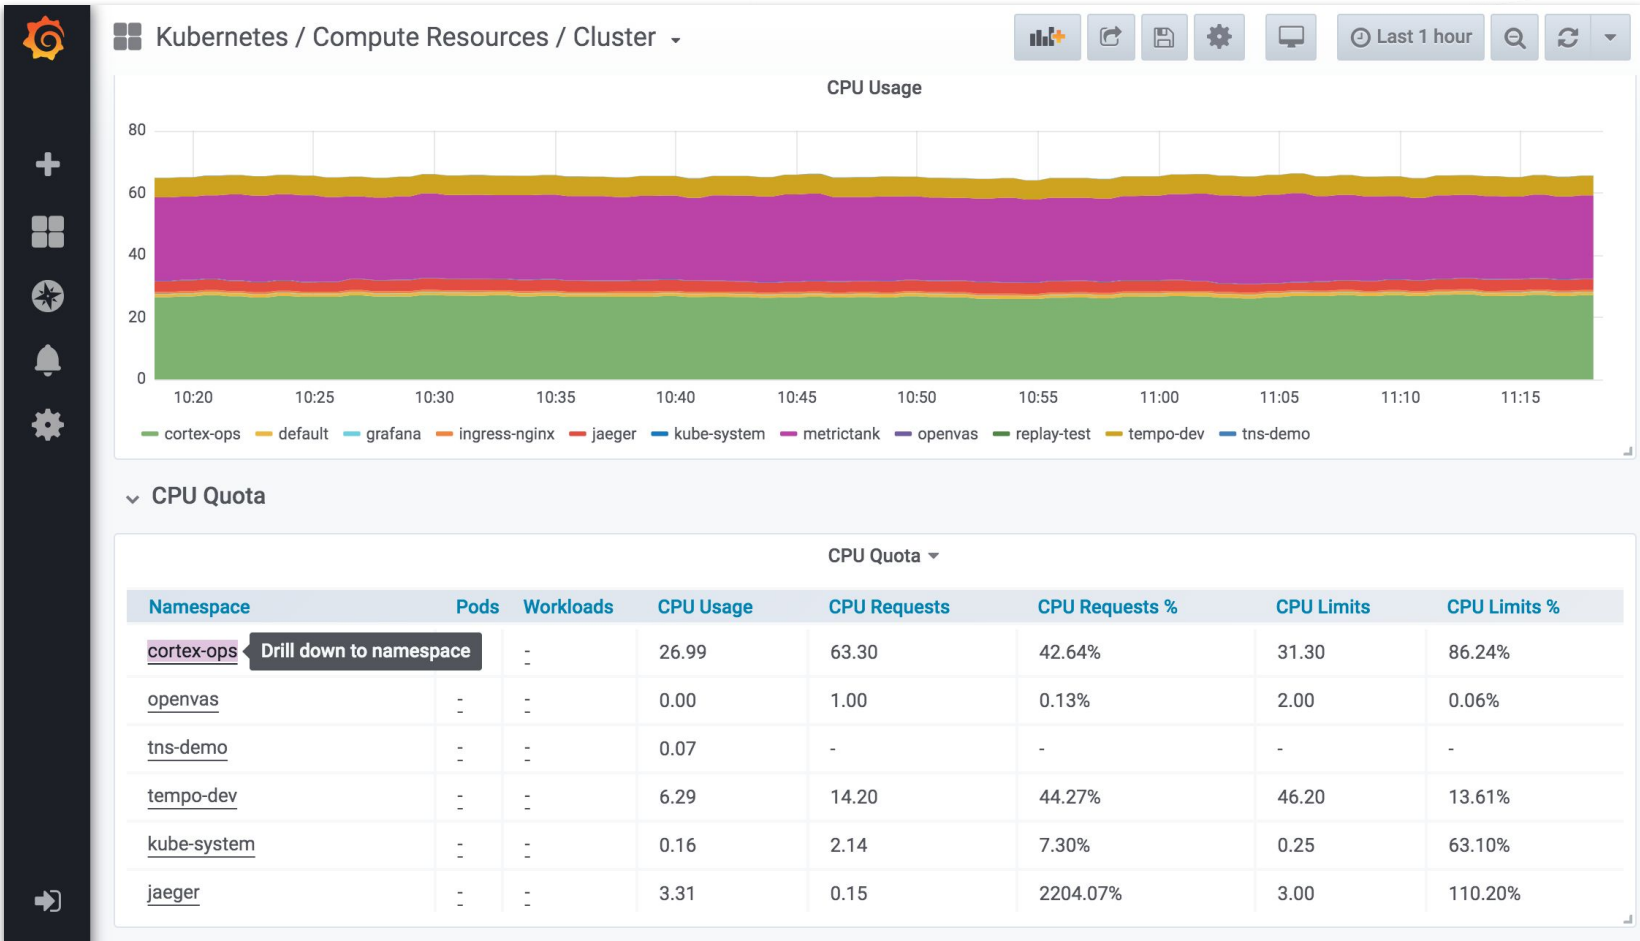 Kubernetes / Compute Resources / Cluster
Last 1 hour
CPU Usage
80
60
40
20
0
10:20 10:25 10:30 10:35 10:40 10:45 10:50 10:55 11:00 11:05 11:10 11:15
cortex-ops default grafana ingress-nginx jaeger kube-system metrictank openvas replay-test tempo-dev tns-demo
CPU Quota
CPU Quota
Namespace Pods Workloads CPU Usage CPU Requests CPU Requests % CPU Limits CPU Limits %
cortex-ops Drill down to namespace - 26.99 63.30 42.64% 31.30 86.24%
openvas - - 0.00 1.00 0.13% 2.00 0.06%
tns-demo - - 0.07 - - - -
tempo-dev - - 6.29 14.20 44.27% 46.20 13.61%
kube-system - - 0.16 2.14 7.30% 0.25 63.10%
jaeger - - 3.31 0.15 2204.07% 3.00 110.20%